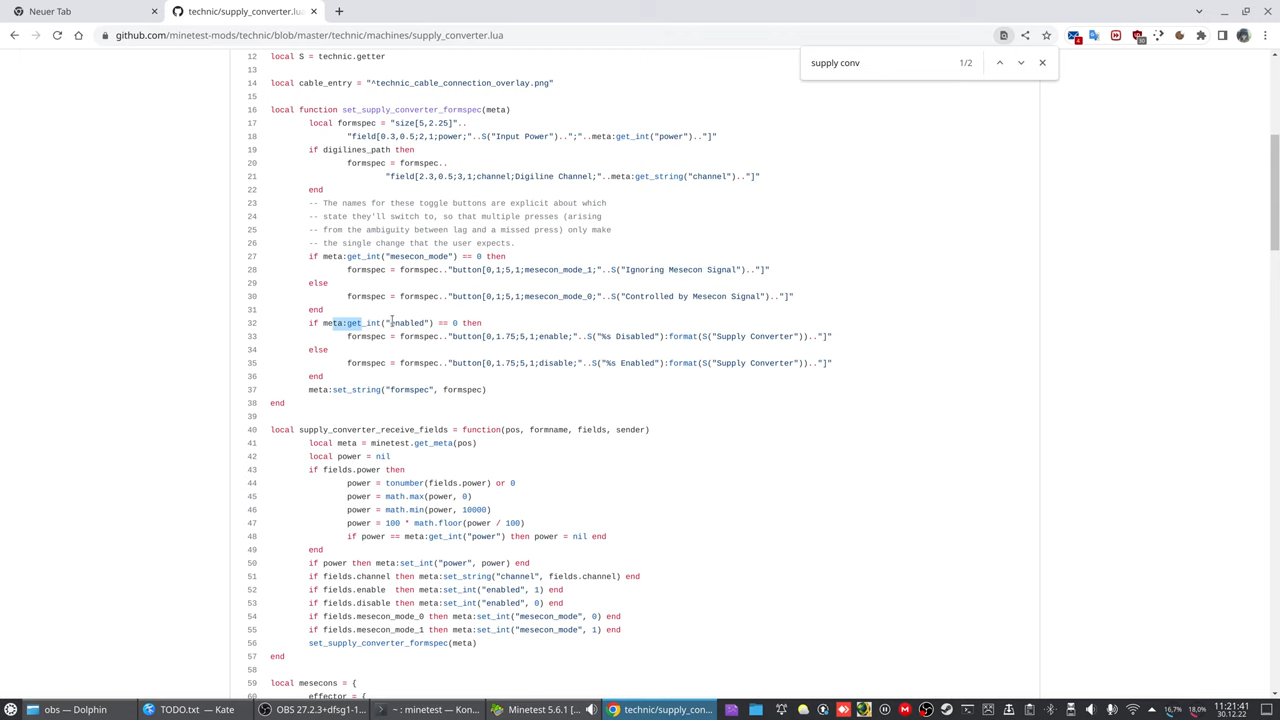 Neuer Tab
technic/supply_converter.lua
github.com/minetest-mods/technic/blob/master/technic/machines/supply_converter.lua
supply conv 1/2
12 local S = technic.getter
13
14 local cable_entry = "^technic_cable_connection_overlay.png"
15
16 local function set_supply_converter_formspec(meta)
17 local formspec = "size[5,2.25]"..
18 "field[0.3,0.5;2,1;power;"..S("Input Power")..";"..meta:get_int("power").."]"
19 if digilines_path then
20 formspec = formspec..
21 "field[2.3,0.5;3,1;channel;Digiline Channel;"..meta:get_string("channel").."]"
22 end
23 -- The names for these toggle buttons are explicit about which
24 -- state they'll switch to, so that multiple presses (arising
25 -- from the ambiguity between lag and a missed press) only make
26 -- the single change that the user expects.
27 if meta:get_int("mesecon_mode") == 0 then
28 formspec = formspec.."button[0,1;5,1;mesecon_mode_1;"..S("Ignoring Mesecon Signal").."]"
29 else
30 formspec = formspec.."button[0,1;5,1;mesecon_mode_0;"..S("Controlled by Mesecon Signal").."]"
31 end
32 if meta:get_int("enabled") == 0 then
33 formspec = formspec.."button[0,1.75;5,1;enable;"..S("%s Disabled"):format(S("Supply Converter")).."]"
34 else
35 formspec = formspec.."button[0,1.75;5,1;disable;"..S("%s Enabled"):format(S("Supply Converter")).."]"
36 end
37 meta:set_string("formspec", formspec)
38 end
39
40 local supply_converter_receive_fields = function(pos, formname, fields, sender)
41 local meta = minetest.get_meta(pos)
42 local power = nil
43 if fields.power then
44 power = tonumber(fields.power) or 0
45 power = math.max(power, 0)
46 power = math.min(power, 10000)
47 power = 100 * math.floor(power / 100)
48 if power == meta:get_int("power") then power = nil end
49 end
50 if power then meta:set_int("power", power) end
51 if fields.channel then meta:set_string("channel", fields.channel) end
52 if fields.enable then meta:set_int("enabled", 1) end
53 if fields.disable then meta:set_int("enabled", 0) end
54 if fields.mesecon_mode_0 then meta:set_int("mesecon_mode", 0) end
55 if fields.mesecon_mode_1 then meta:set_int("mesecon_mode", 1) end
56 set_supply_converter_formspec(meta)
57 end
58
59 local mesecons = {
60 effector = {
obs — Dolphin TODO.txt — Kate OBS 27.2.3+dfsg1-... ~ : minetest — Kon... Minetest 5.6.1 [... technic/supply_con... 16.7% 18.0% 11:21:41
30.12.22